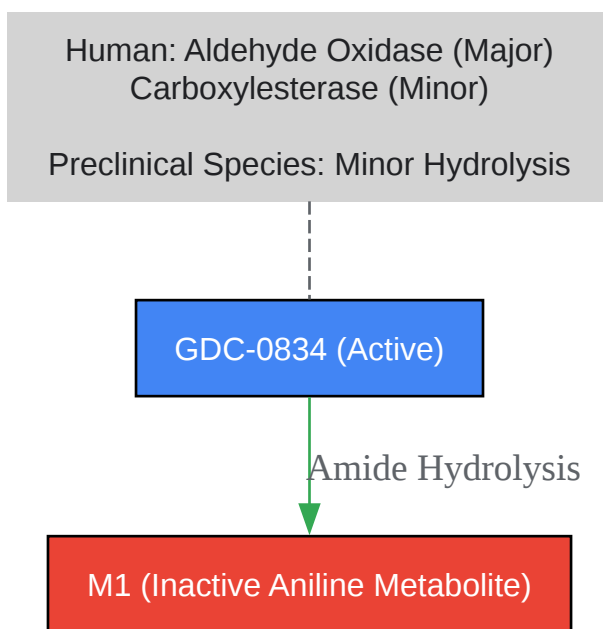 Human: Aldehyde Oxidase (Major)
Carboxylesterase (Minor)
Preclinical Species: Minor Hydrolysis
GDC-0834 (Active)
Amide Hydrolysis
M1 (Inactive Aniline Metabolite)